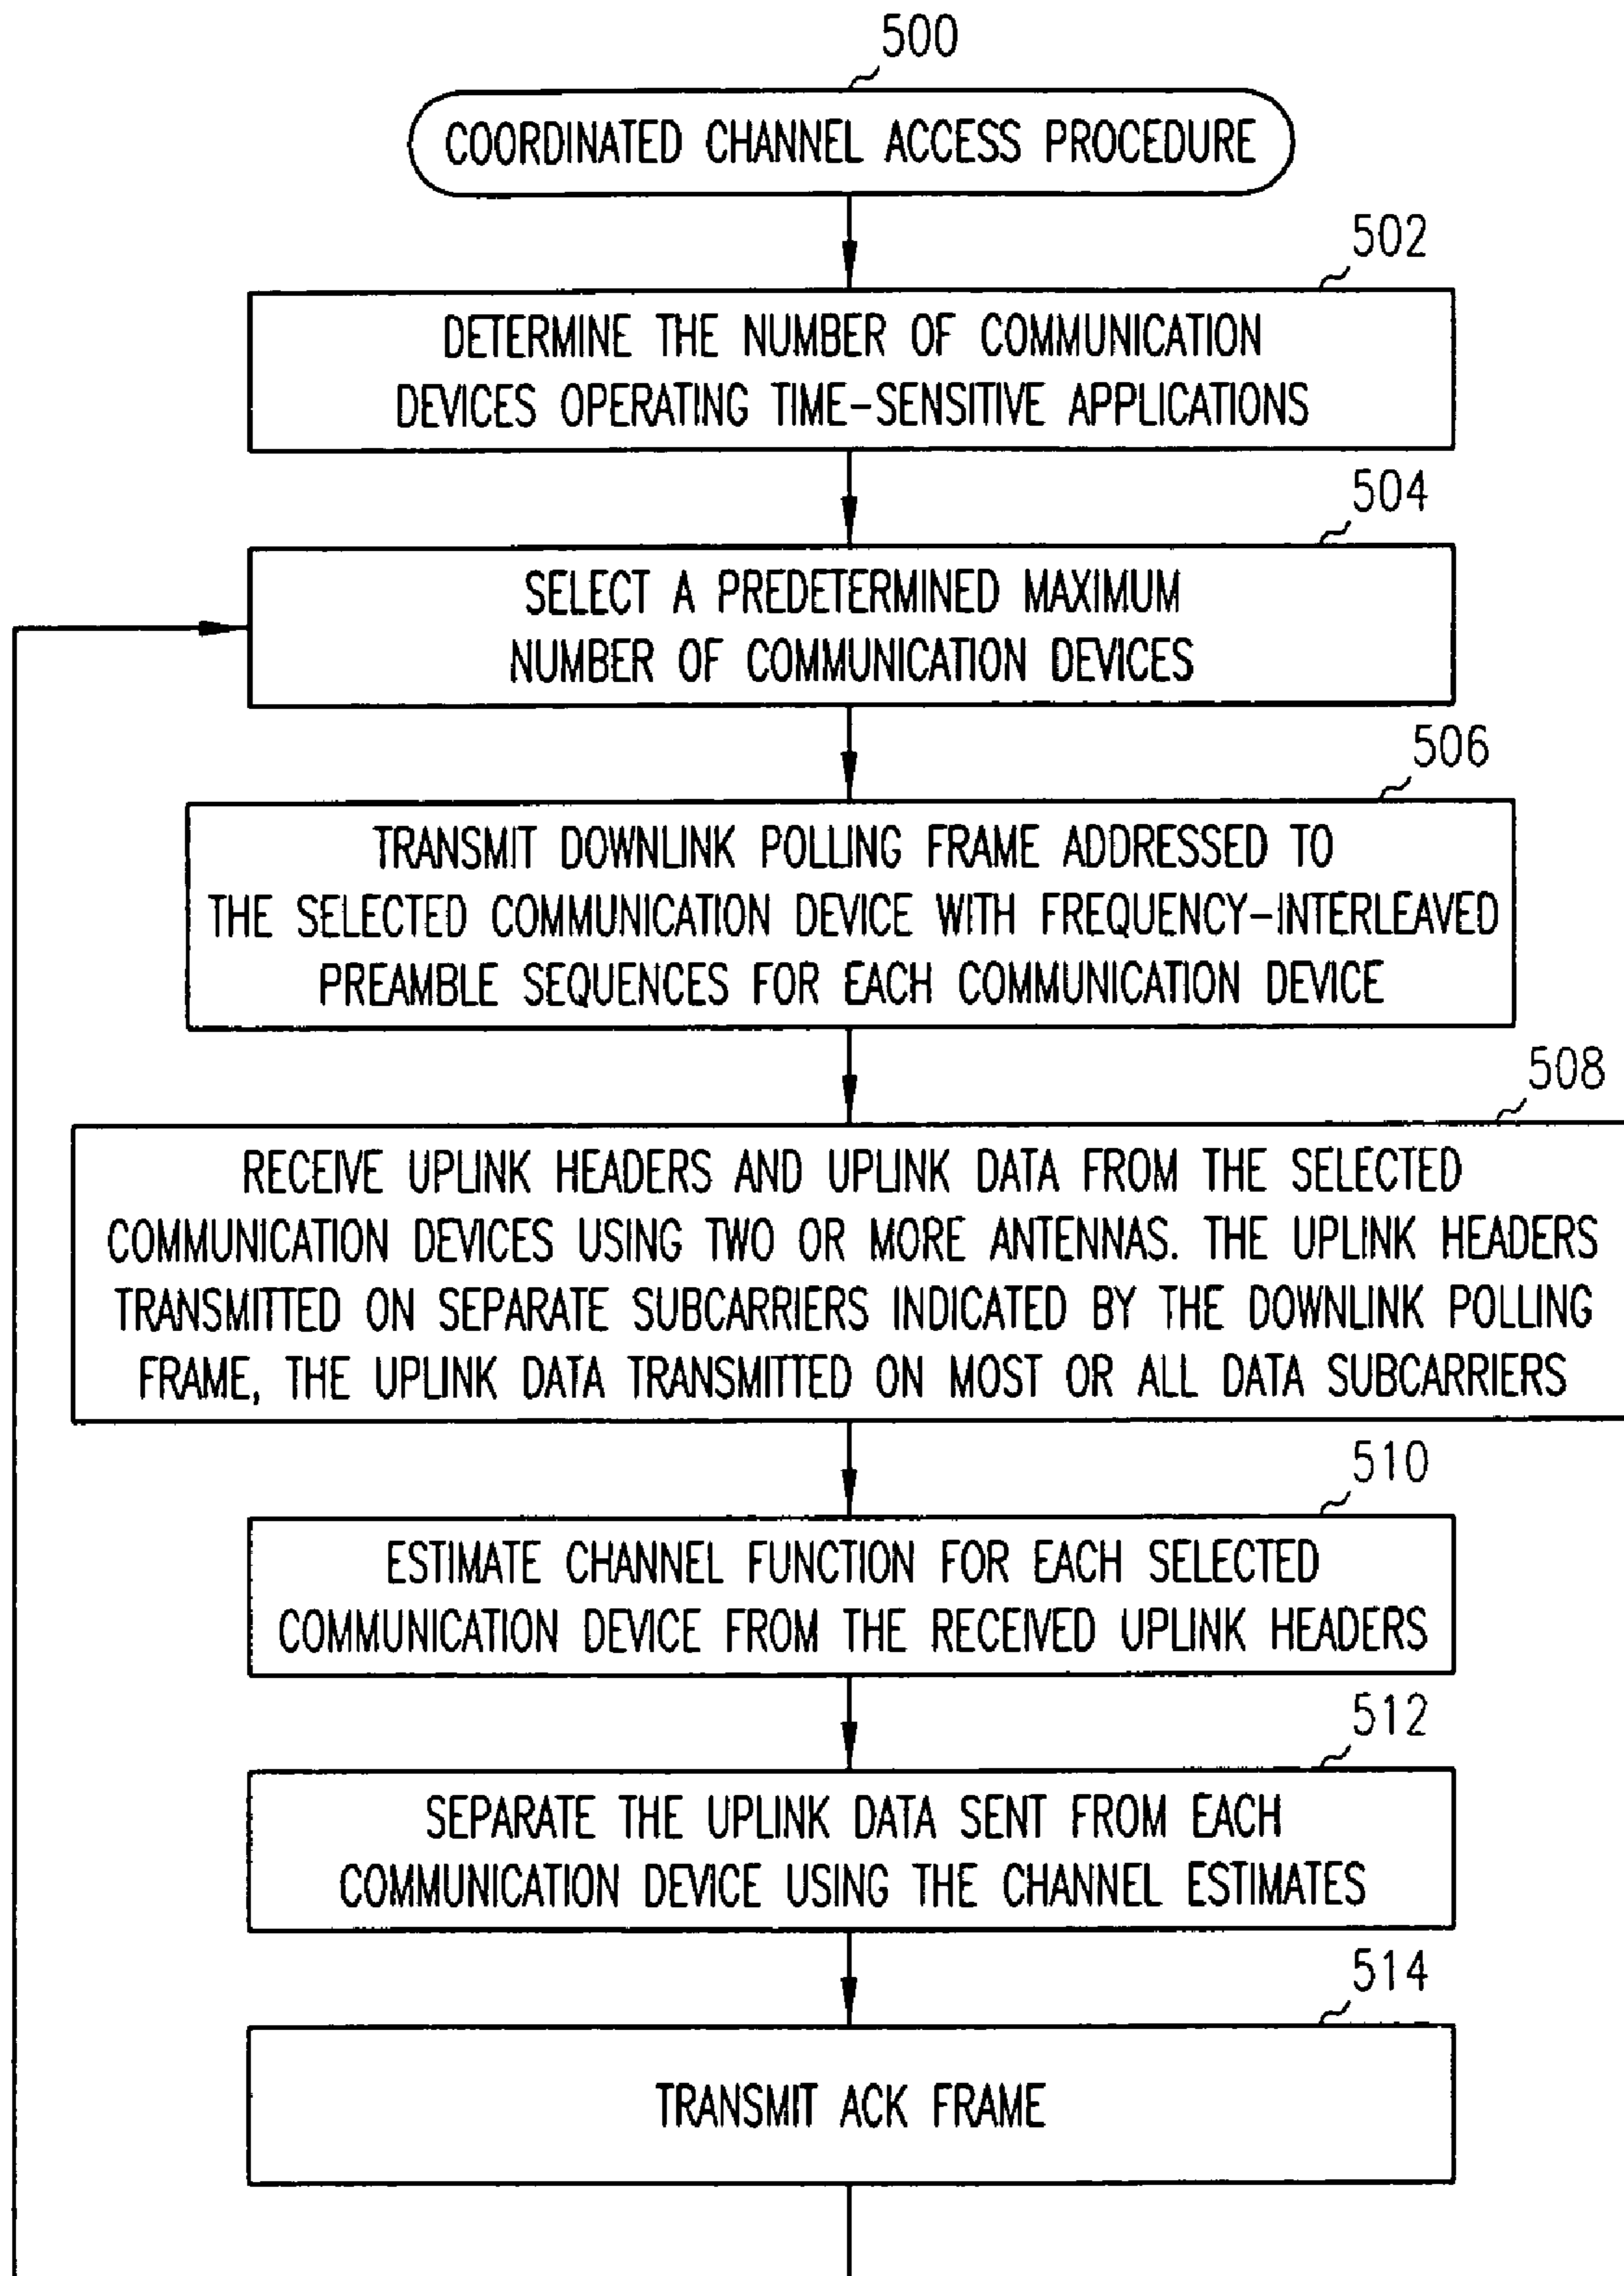 500
COORDINATED CHANNEL ACCESS PROCEDURE
502
DETERMINE THE NUMBER OF COMMUNICATION
DEVICES OPERATING TIME-SENSITIVE APPLICATIONS
504
SELECT A PREDETERMINED MAXIMUM
NUMBER OF COMMUNICATION DEVICES
506
TRANSMIT DOWNLINK POLLING FRAME ADDRESSED TO
THE SELECTED COMMUNICATION DEVICE WITH FREQUENCY-INTERLEAVED
PREAMBLE SEQUENCES FOR EACH COMMUNICATION DEVICE
508
RECEIVE UPLINK HEADERS AND UPLINK DATA FROM THE SELECTED
COMMUNICATION DEVICES USING TWO OR MORE ANTENNAS. THE UPLINK HEADERS
TRANSMITTED ON SEPARATE SUBCARRIERS INDICATED BY THE DOWNLINK POLLING
FRAME, THE UPLINK DATA TRANSMITTED ON MOST OR ALL DATA SUBCARRIERS
510
ESTIMATE CHANNEL FUNCTION FOR EACH SELECTED
COMMUNICATION DEVICE FROM THE RECEIVED UPLINK HEADERS
512
SEPARATE THE UPLINK DATA SENT FROM EACH
COMMUNICATION DEVICE USING THE CHANNEL ESTIMATES
514
TRANSMIT ACK FRAME